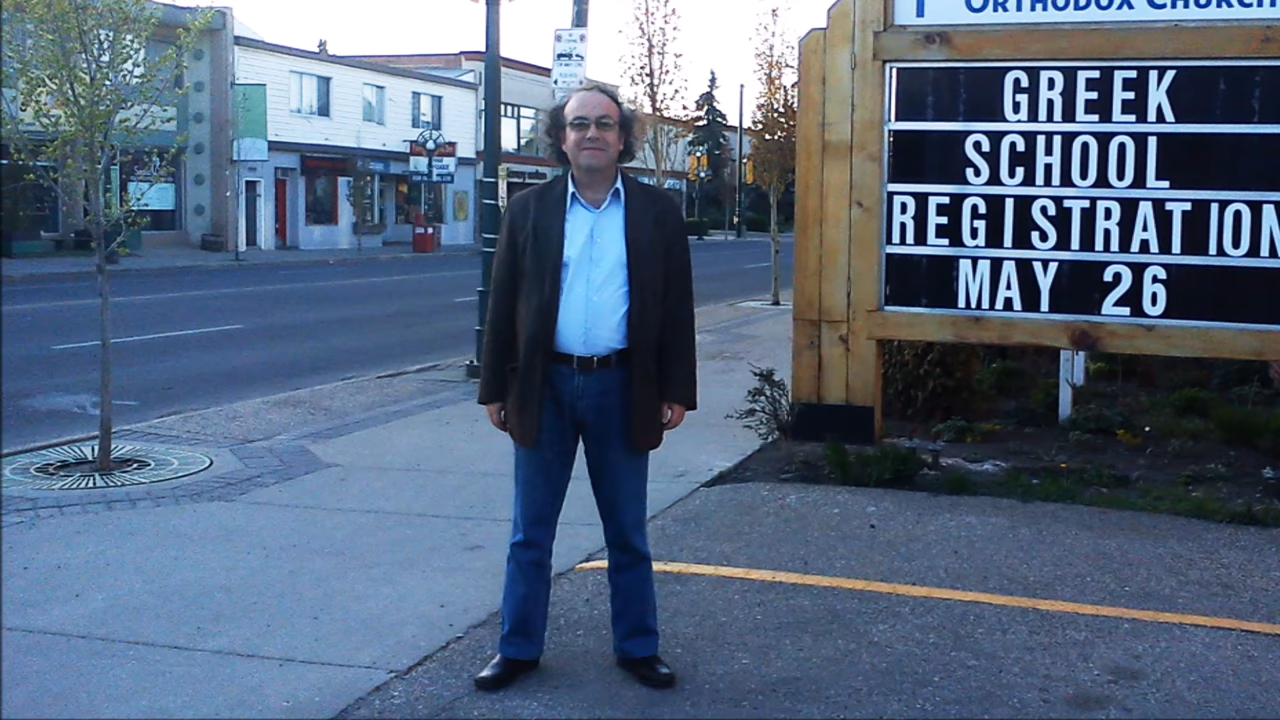 ORTHODOX CHURCH
GREEK
SCHOOL
REGISTRATION
MAY 26